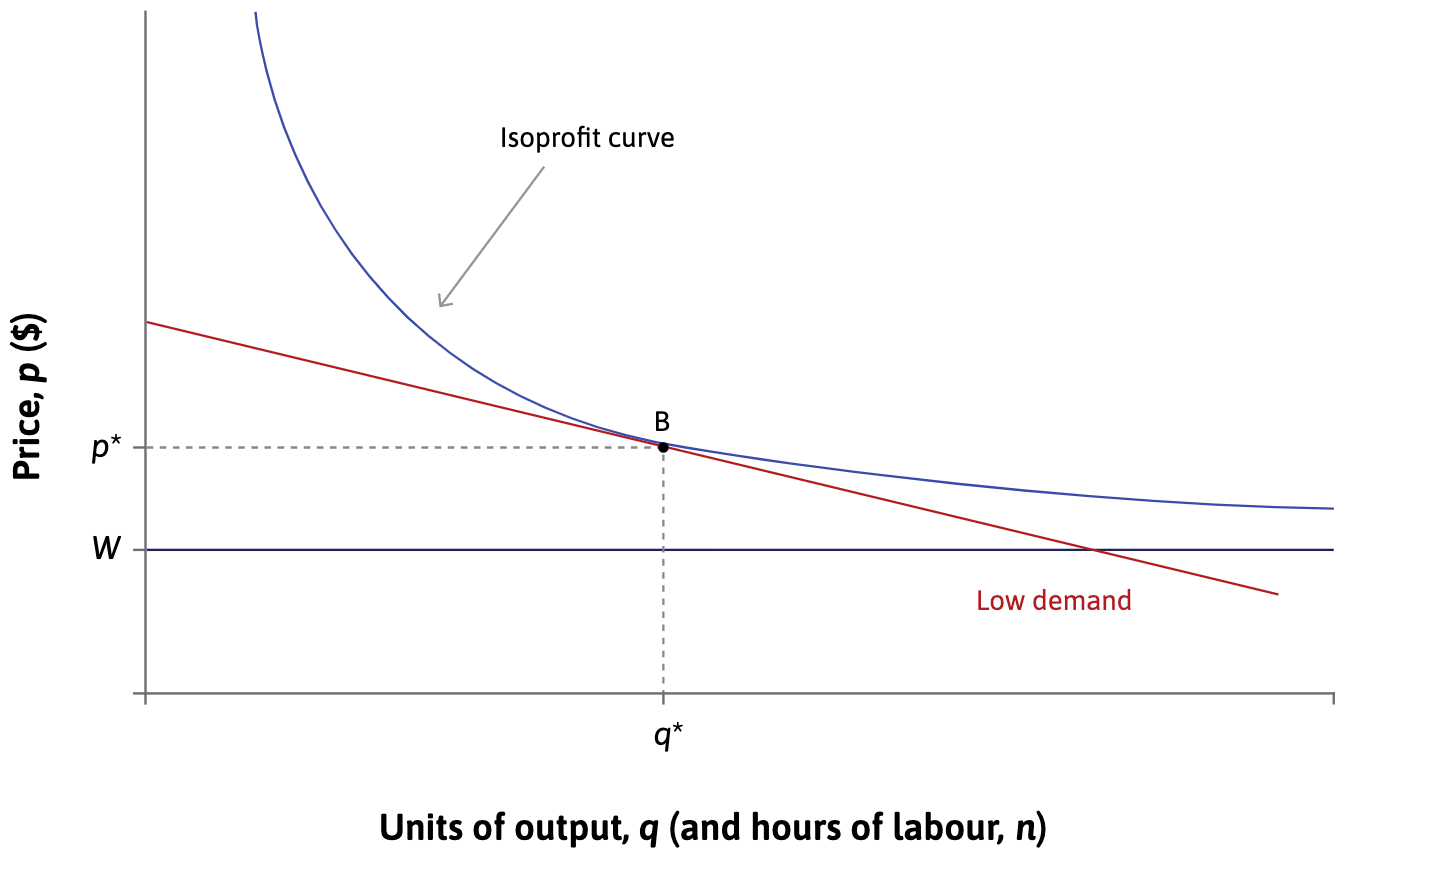 Isoprofit curve
B
Price, p ($)
p*
W
Low demand
q*
Units of output, q (and hours of labour, n)